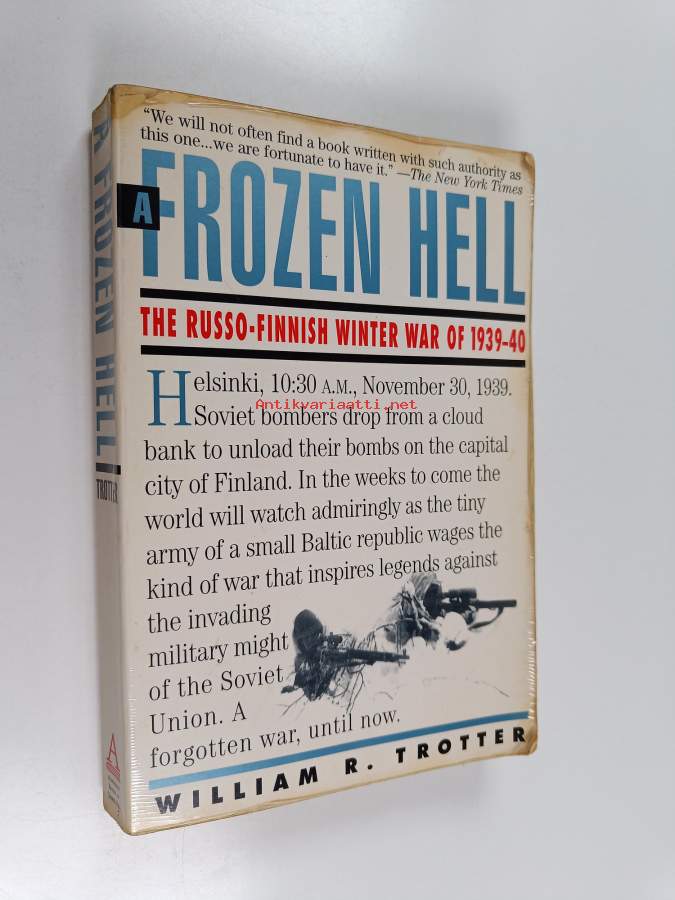 "We will not often find a book written with such authority as
this one...we are fortunate to have it." —The New York Times
A FROZEN HELL
THE RUSSO-FINNISH WINTER WAR OF 1939-40
Helsinki, 10:30 A.M., November 30, 1939.
Soviet bombers drop from a cloud
bank to unload their bombs on the capital
city of Finland. In the weeks to come the
world will watch admiringly as the tiny
army of a small Baltic republic wages the
kind of war that inspires legends against
the invading
military might
of the Soviet
Union. A
forgotten war, until now.
WILLIAM R. TROTTER
A FROZEN HELL
TROTTER
A
Antikvariaatti.net